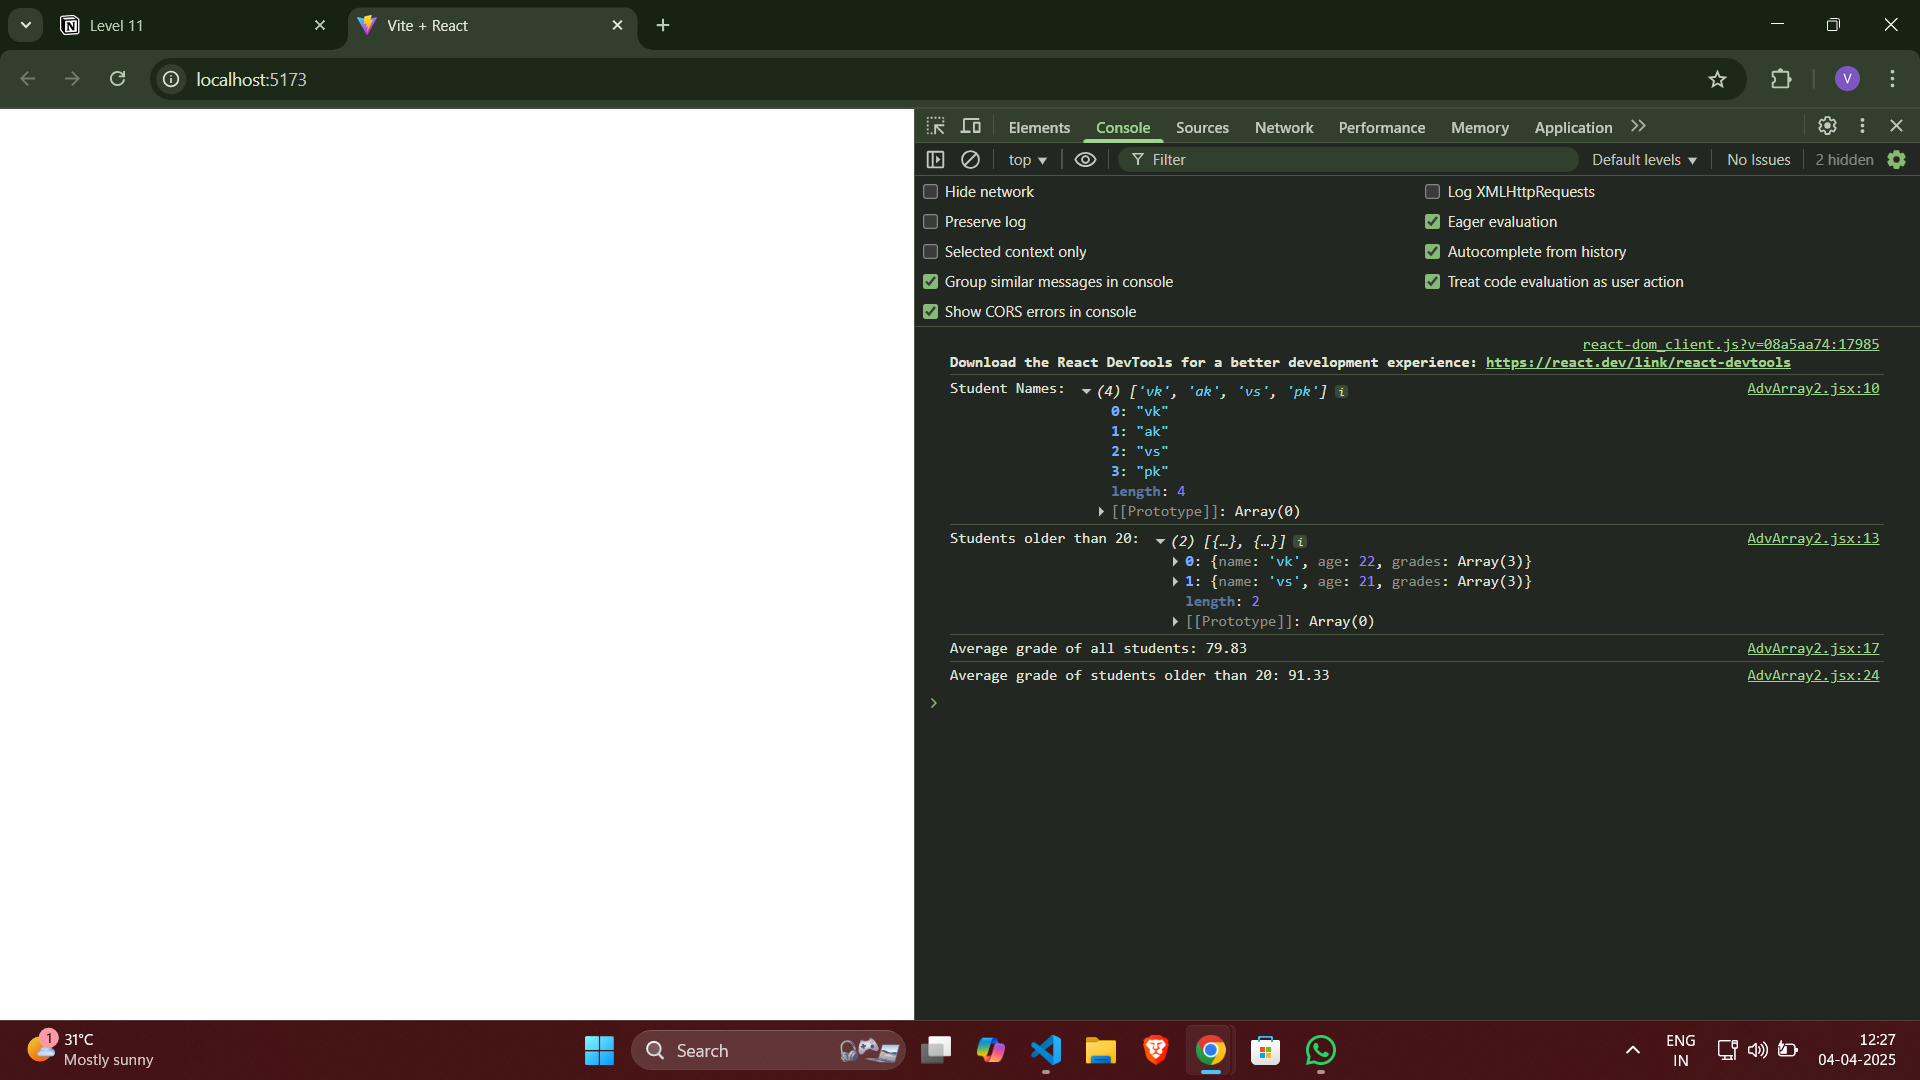 Level 11
Vite + React
localhost:5173
V
Elements Console Sources Network Performance Memory Application
top Filter Default levels No Issues 2 hidden
Hide network Log XMLHttpRequests
Preserve log Eager evaluation
Selected context only Autocomplete from history
Group similar messages in console Treat code evaluation as user action
Show CORS errors in console
react-dom_client.js?v=08a5aa74:17985
Download the React DevTools for a better development experience: https://react.dev/link/react-devtools
Student Names: (4) ['vk', 'ak', 'vs', 'pk'] i AdvArray2.jsx:10
0: "vk"
1: "ak"
2: "vs"
3: "pk"
length: 4
[[Prototype]]: Array(0)
Students older than 20: (2) [{…}, {…}] i AdvArray2.jsx:13
0: {name: 'vk', age: 22, grades: Array(3)}
1: {name: 'vs', age: 21, grades: Array(3)}
length: 2
[[Prototype]]: Array(0)
Average grade of all students: 79.83 AdvArray2.jsx:17
Average grade of students older than 20: 91.33 AdvArray2.jsx:24
1 31°C
Mostly sunny
Search
ENG
IN
12:27
04-04-2025